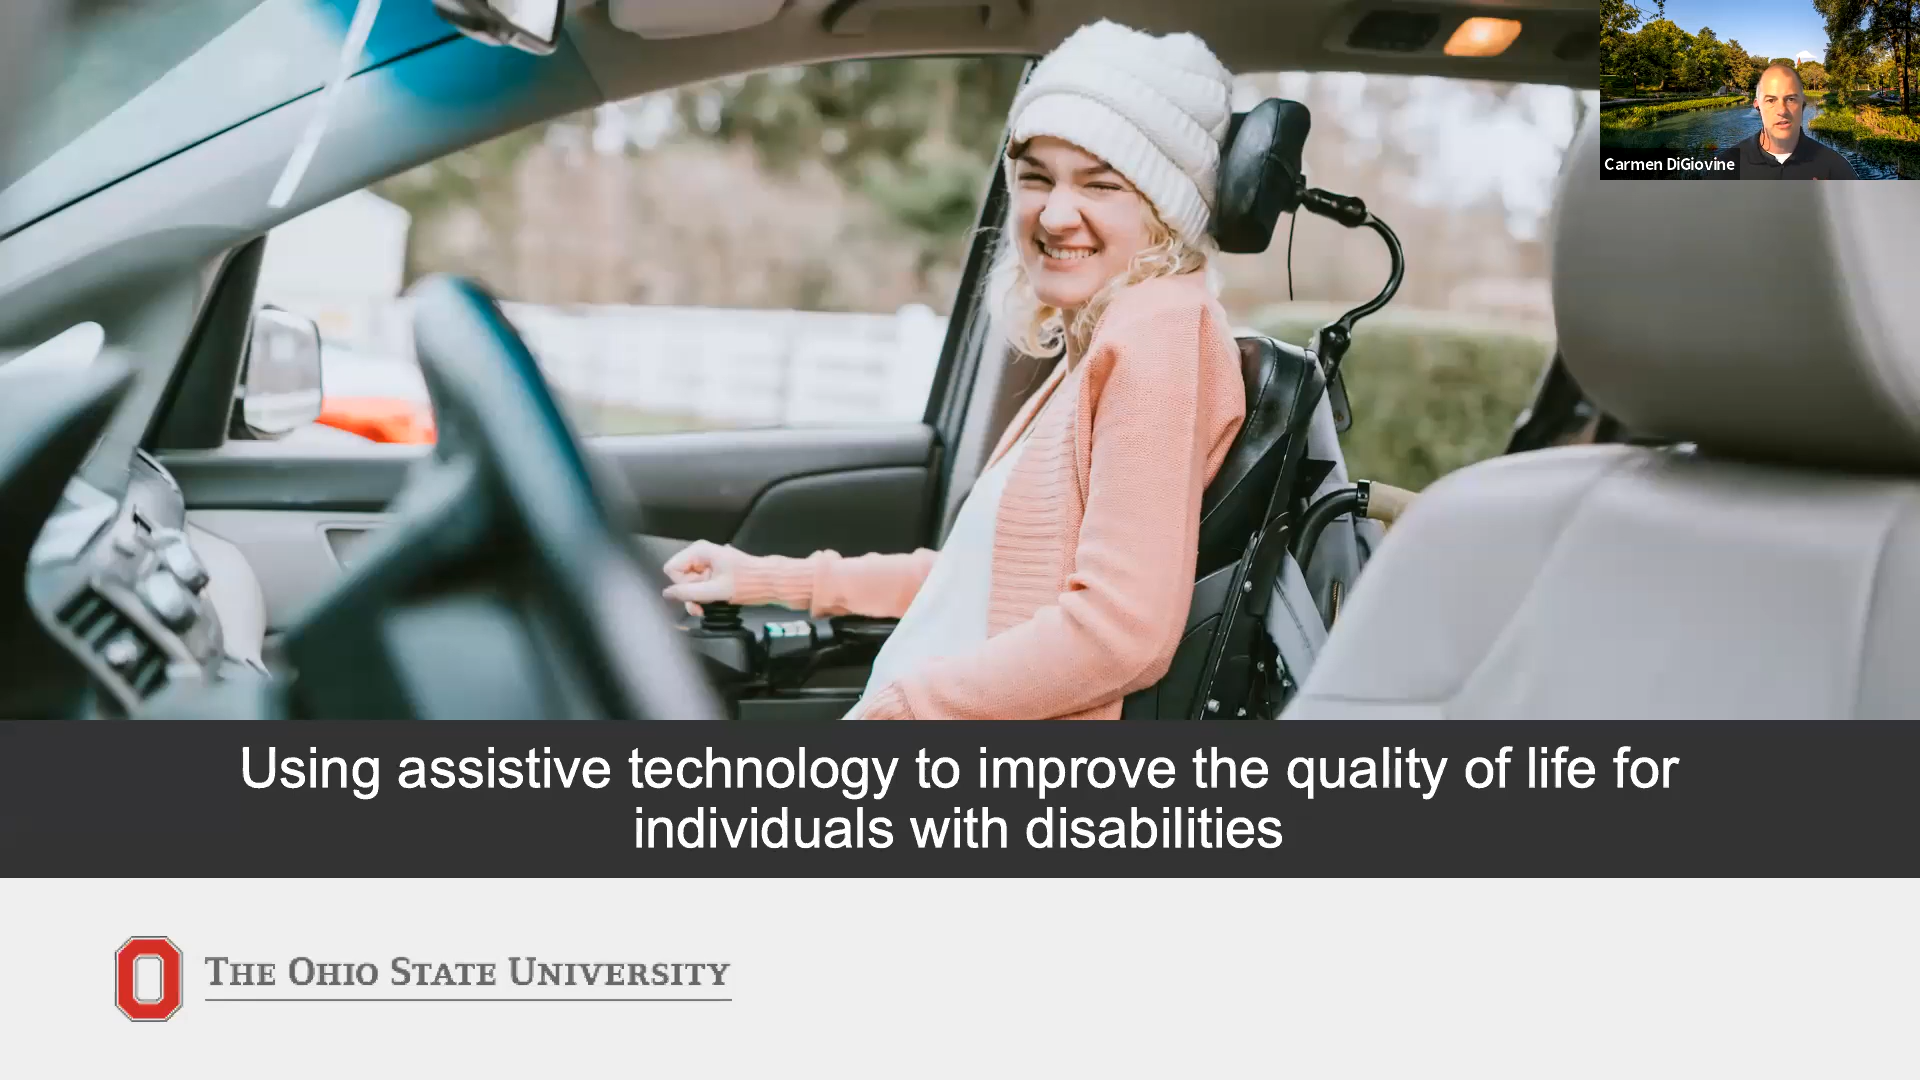 Carmen DiGiovine
Using assistive technology to improve the quality of life for
individuals with disabilities
THE OHIO STATE UNIVERSITY